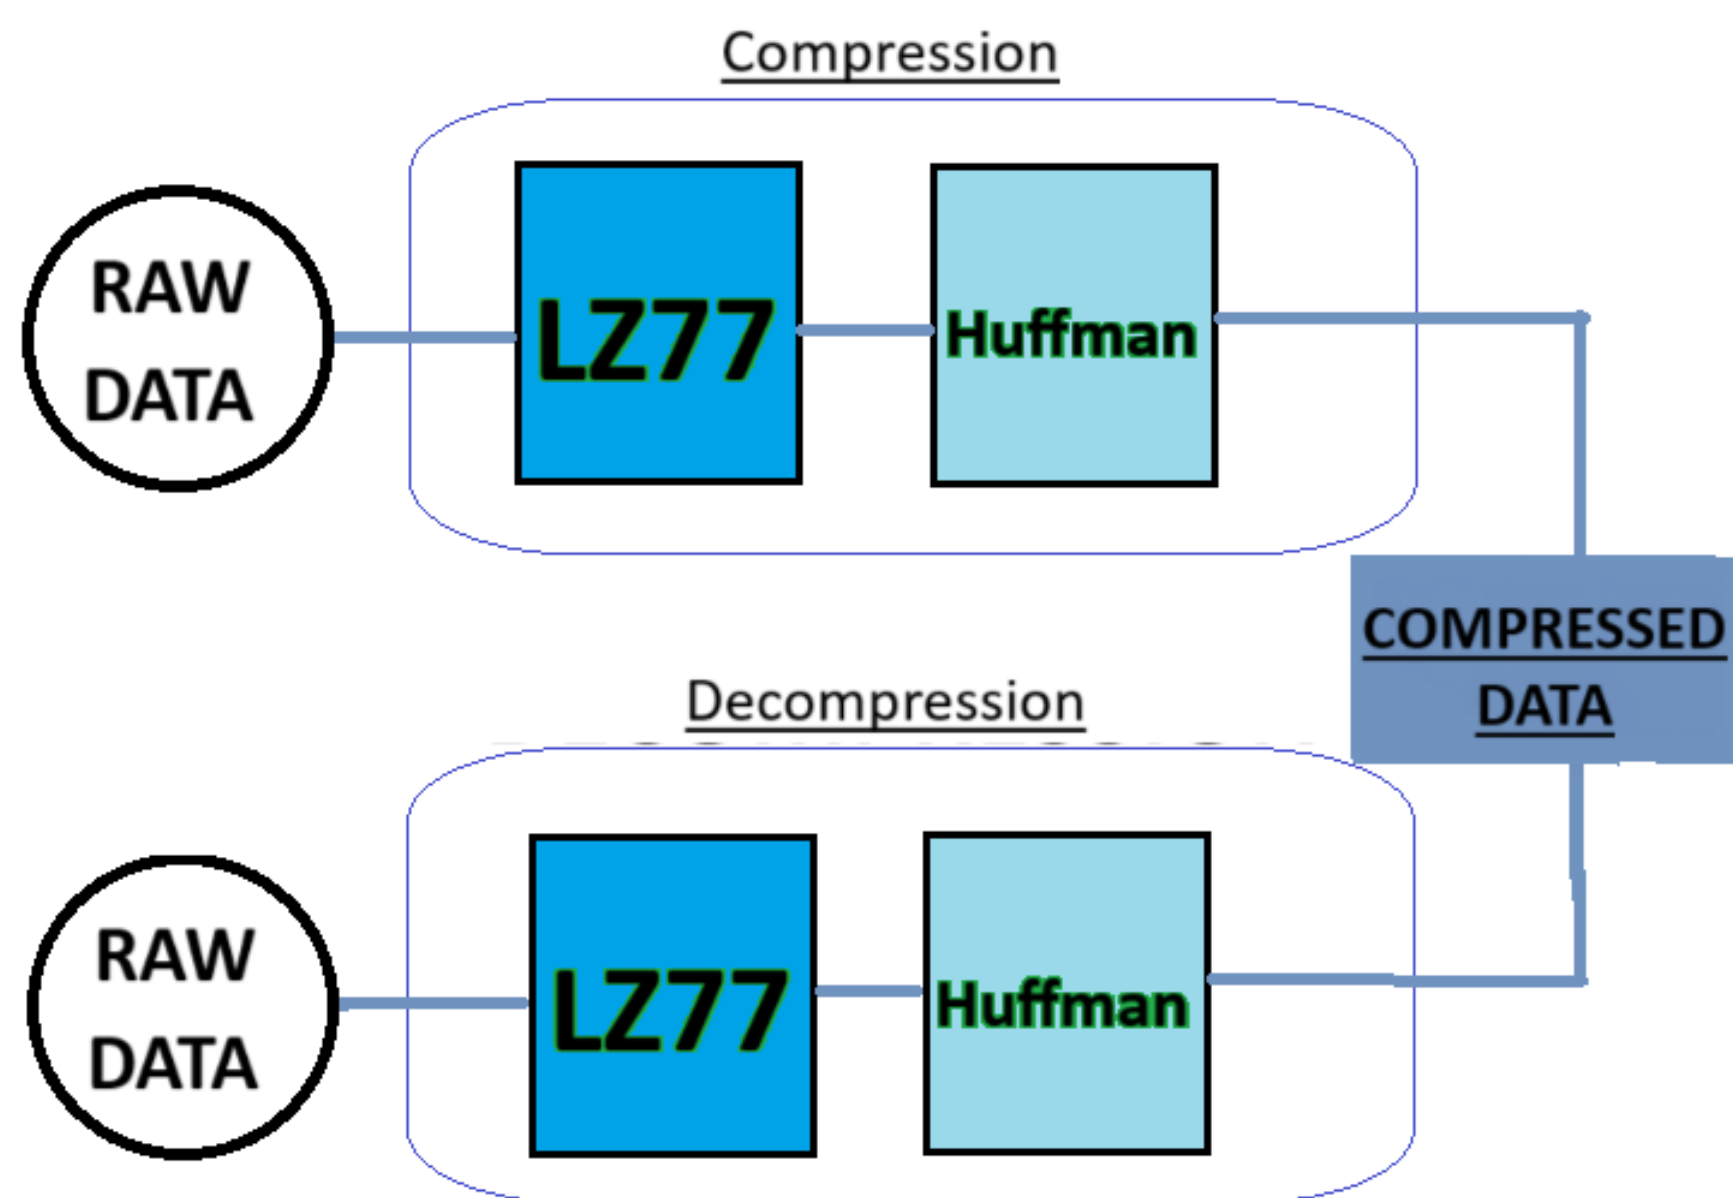 Compression
RAW
DATA
LZ77
Huffman
COMPRESSED
DATA
Decompression
RAW
DATA
LZ77
Huffman